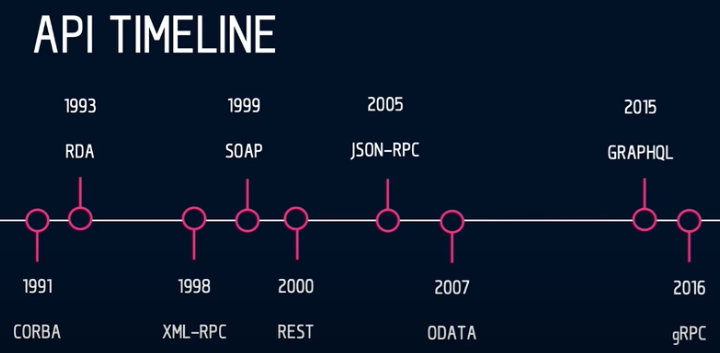 API TIMELINE
1993
1999
2005
2015
RDA
SOAP
JSON-RPC
GRAPHQL
1991
1998
2000
2007
2016
CORBA
XML-RPC
REST
ODATA
gRPC